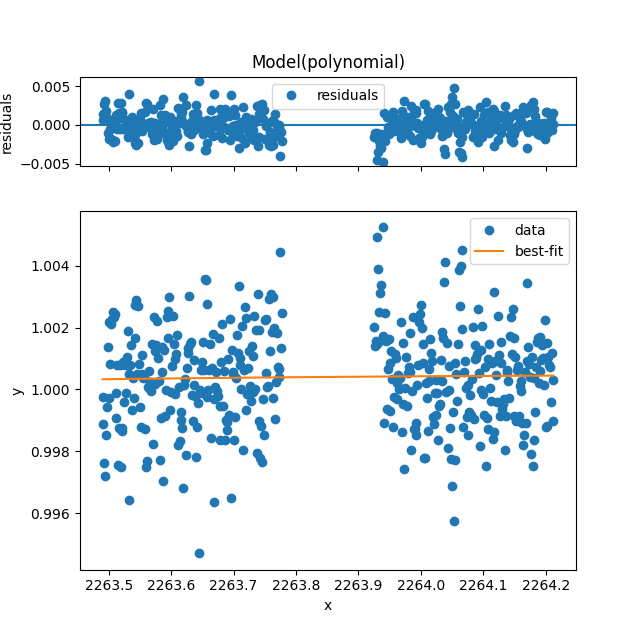 Model(polynomial)
0.005
0.000
−0.005
residuals
residuals
1.004
1.002
1.000
0.998
0.996
y
data
best-fit
2263.5 2263.6 2263.7 2263.8 2263.9 2264.0 2264.1 2264.2
x